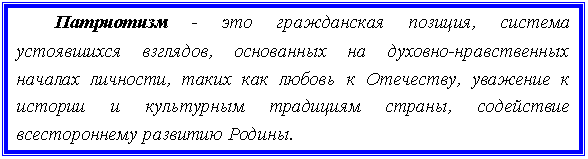 Патриотизм - это гражданская позиция, система
устоявшихся взглядов, основанных на духовно-нравственных
началах личности, таких как любовь к Отечеству, уважение к
истории и культурным традициям страны, содействие
всестороннему развитию Родины.